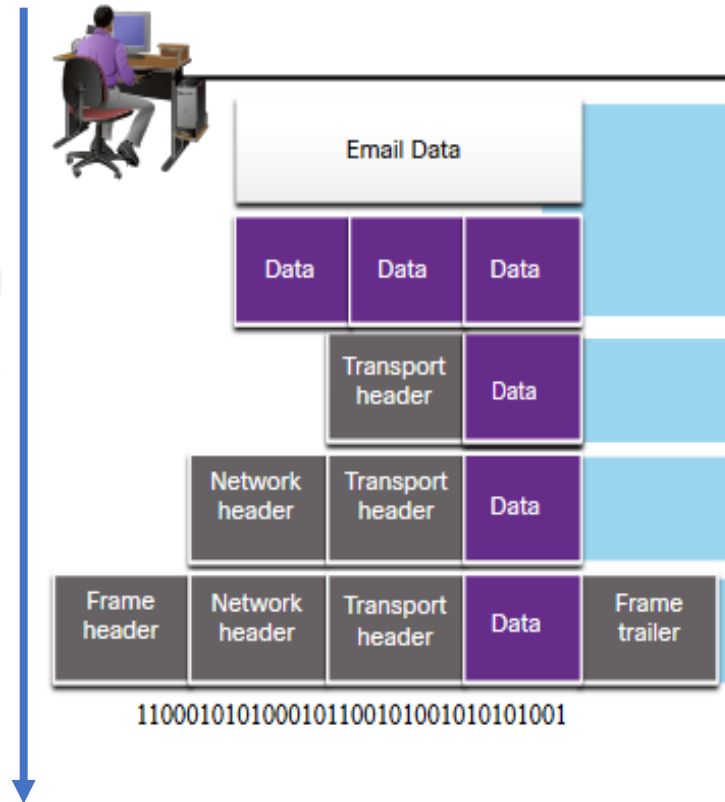 Email Data
Data Data Data
Transport header Data
Network header Transport header Data
Frame header Network header Transport header Data Frame trailer
1100010101000101100101001010101001